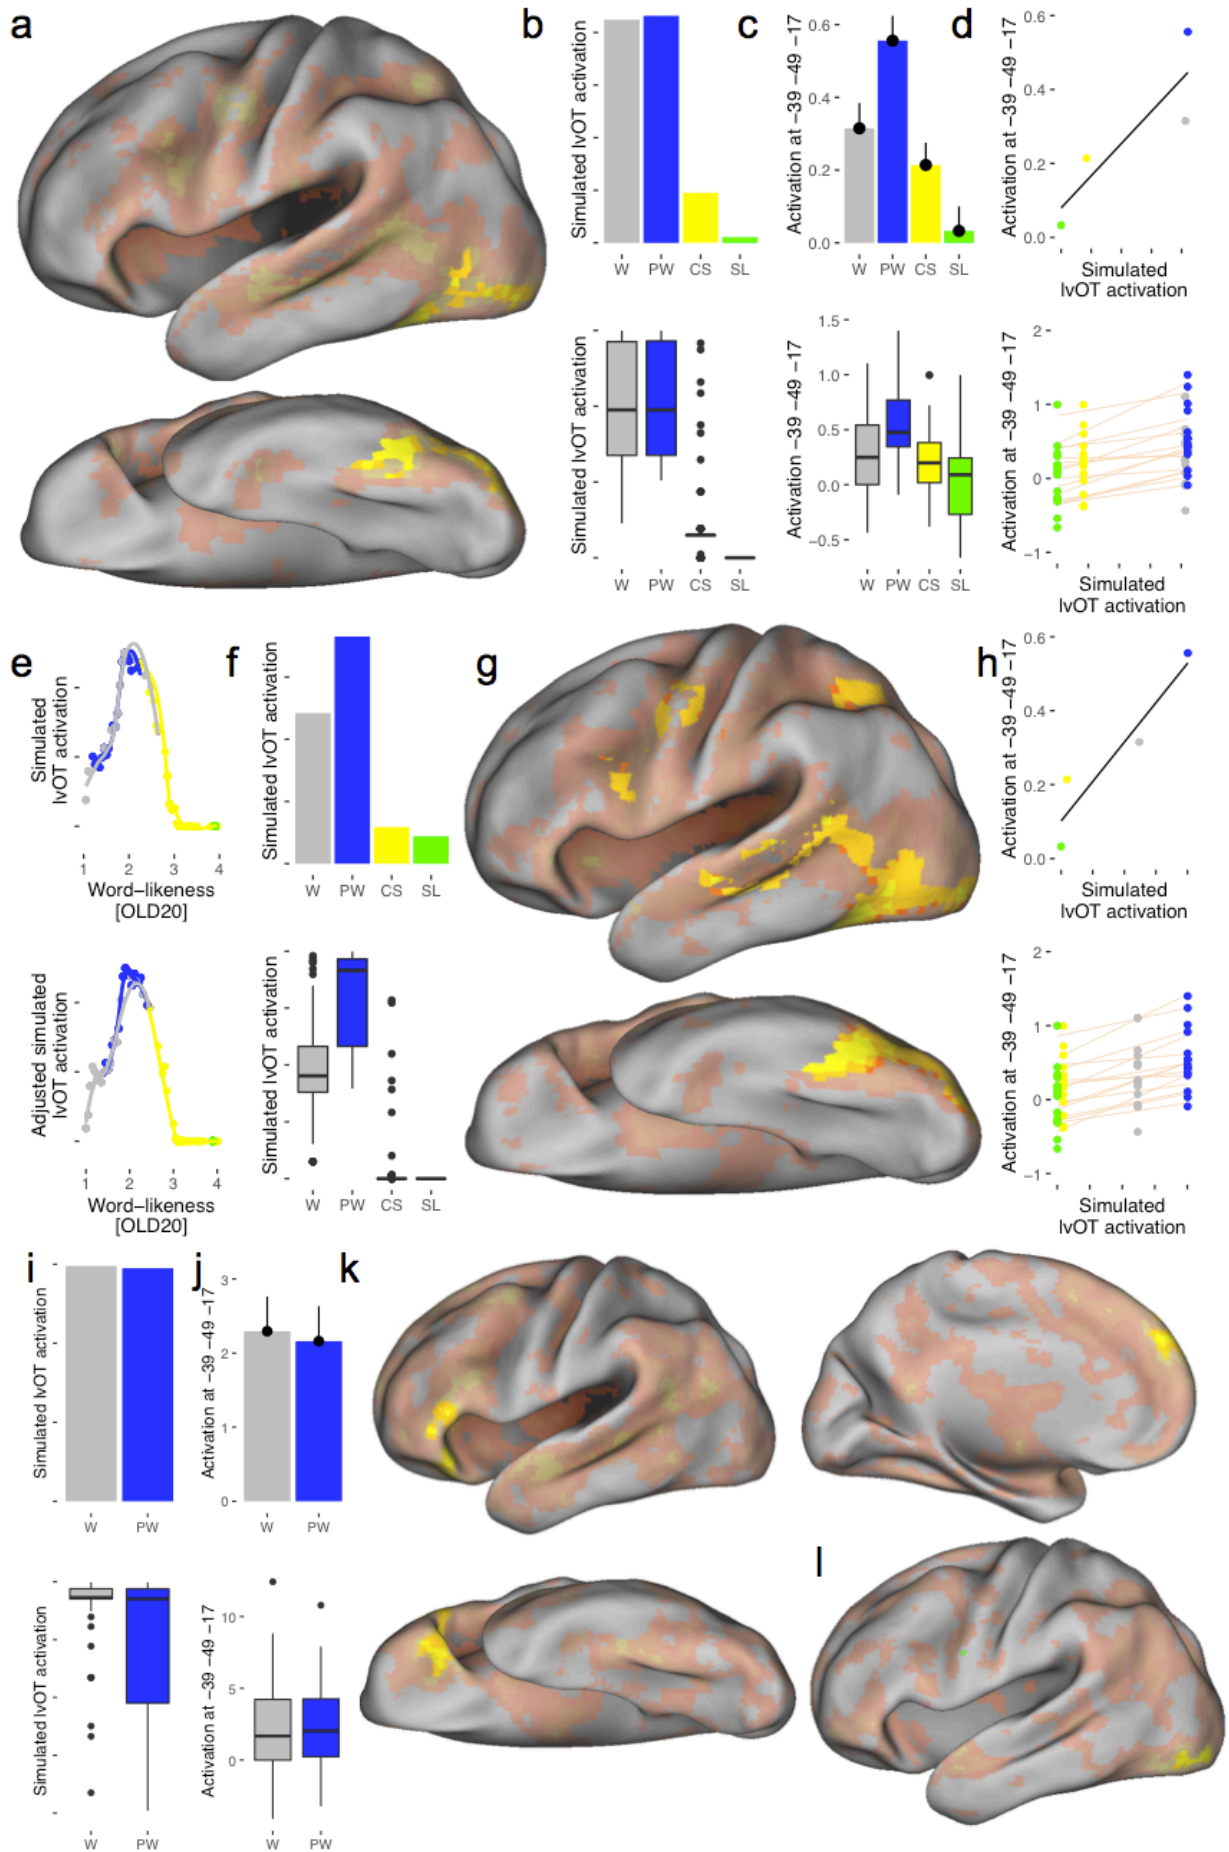 a
b
Simulated lvOT activation
W PW CS SL
c
Activation at −39 −49 −17
0.6
0.4
0.2
0.0
W PW CS SL
d
Activation at −39 −49 −17
0.6
0.4
0.2
0.0
Simulated
lvOT activation
Simulated lvOT activation
W PW CS SL
Activation −39 −49 −17
1.5
1.0
0.5
0.0
−0.5
W PW CS SL
Activation at −39 −49 −17
2
1
0
−1
Simulated
lvOT activation
e
Simulated
lvOT activation
1 2 3 4
Word−likeness
[OLD20]
f
Simulated lvOT activation
W PW CS SL
g
h
Activation at −39 −49 −17
0.6
0.4
0.2
0.0
Simulated
lvOT activation
Adjusted simulated
lvOT activation
1 2 3 4
Word−likeness
[OLD20]
Simulated lvOT activation
W PW CS SL
Activation at −39 −49 −17
2
1
0
−1
Simulated
lvOT activation
i
Simulated lvOT activation
W PW
j
Activation at −39 −49 −17
3
2
1
0
W PW
k
Simulated lvOT activation
W PW
Activation at −39 −49 −17
10
5
0
W PW
l